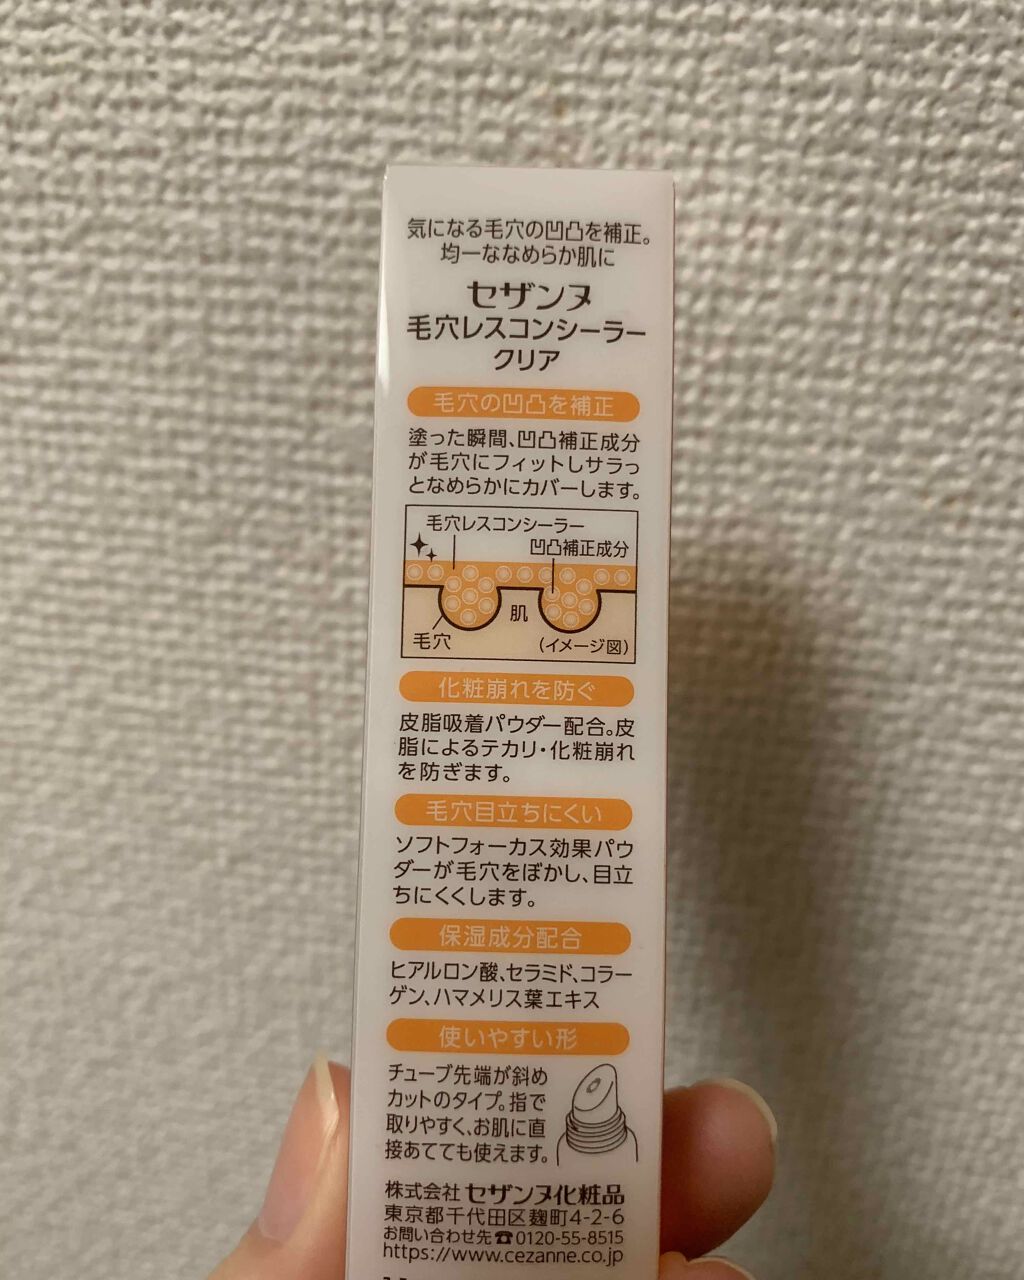 気になる毛穴の凹凸を補正。
均一ななめらか肌に
セザンヌ
毛穴レスコンシーラー
クリア
毛穴の凹凸を補正
塗った瞬間、凹凸補正成分
が毛穴にフィットしサラっ
となめらかにカバーします。
毛穴レスコンシーラー
凹凸補正成分
肌
毛穴
(イメージ図)
化粧崩れを防ぐ
皮脂吸着パウダー配合。皮
脂によるテカリ・化粧崩れ
を防ぎます。
毛穴目立ちにくい
ソフトフォーカス効果パウ
ダーが毛穴をぼかし、目立
ちにくくします。
保湿成分配合
ヒアルロン酸、セラミド、コラー
ゲン、ハマメリス葉エキス
使いやすい形
チューブ先端が斜め
カットのタイプ。指で
取りやすく、お肌に直
接あてても使えます。
株式会社 セザンヌ化粧品
東京都千代田区麹町4-2-6
お問い合わせ先☎0120-55-8515
https://www.cezanne.co.jp